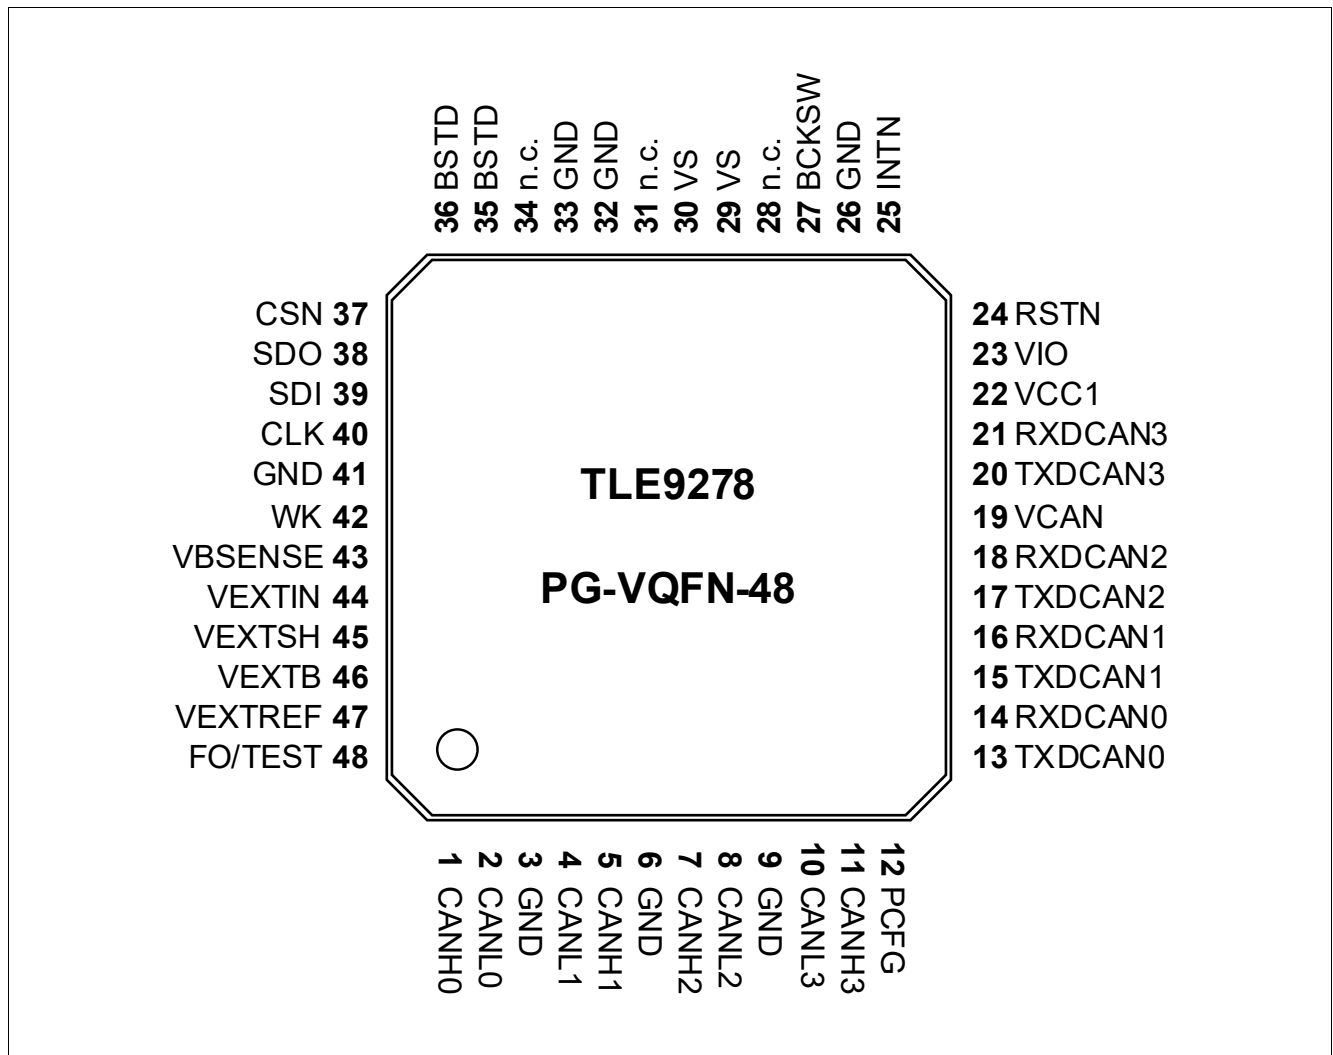 36 BSTD
35 BSTD
34 n.c.
33 GND
32 GND
31 n.c.
30 VS
29 VS
28 n.c.
27 BCKSW
26 GND
25 INTN
CSN 37
SDO 38
SDI 39
CLK 40
GND 41
WK 42
VBSENSE 43
VEXTIN 44
VEXTSH 45
VEXTB 46
VEXTREF 47
FO/TEST 48
TLE9278
PG-VQFN-48
24 RSTN
23 VIO
22 VCC1
21 RXDCAN3
20 TXDCAN3
19 VCAN
18 RXDCAN2
17 TXDCAN2
16 RXDCAN1
15 TXDCAN1
14 RXDCAN0
13 TXDCAN0
1 CANH0
2 CANL0
3 GND
4 CANL1
5 CANH1
6 GND
7 CANH2
8 CANL2
9 GND
10 CANL3
11 CANH3
12 PCFG